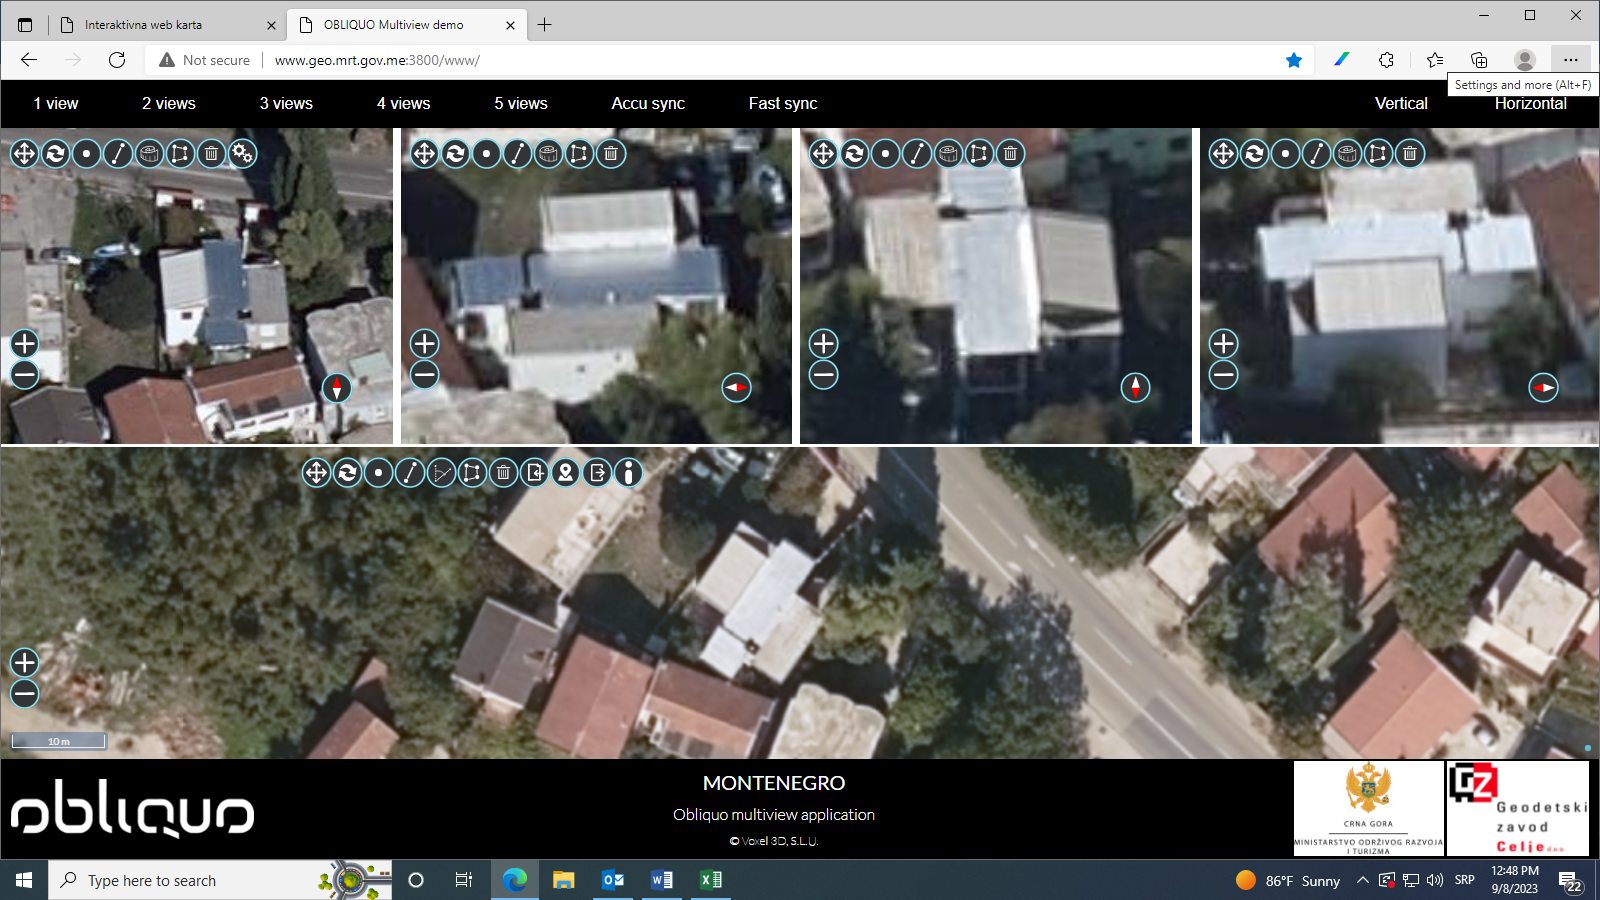 Interaktivna web karta
OBLIQUO Multiview demo
Not secure
www.geo.mrt.gov.me:3800/www/
Settings and more (Alt+F)
1 view
2 views
3 views
4 views
5 views
Accu sync
Fast sync
Vertical
Horizontal
10 m
obliquo
MONTENEGRO
Obliquo multiview application
© Voxel 3D, S.L.U.
CRNA GORA
MINISTARSTVO ODRŽIVOG RAZVOJA
I TURIZMA
GZ
Geodetski
zavod
Celje d.o.o.
Type here to search
86°F Sunny
SRP
12:48 PM
9/8/2023
22